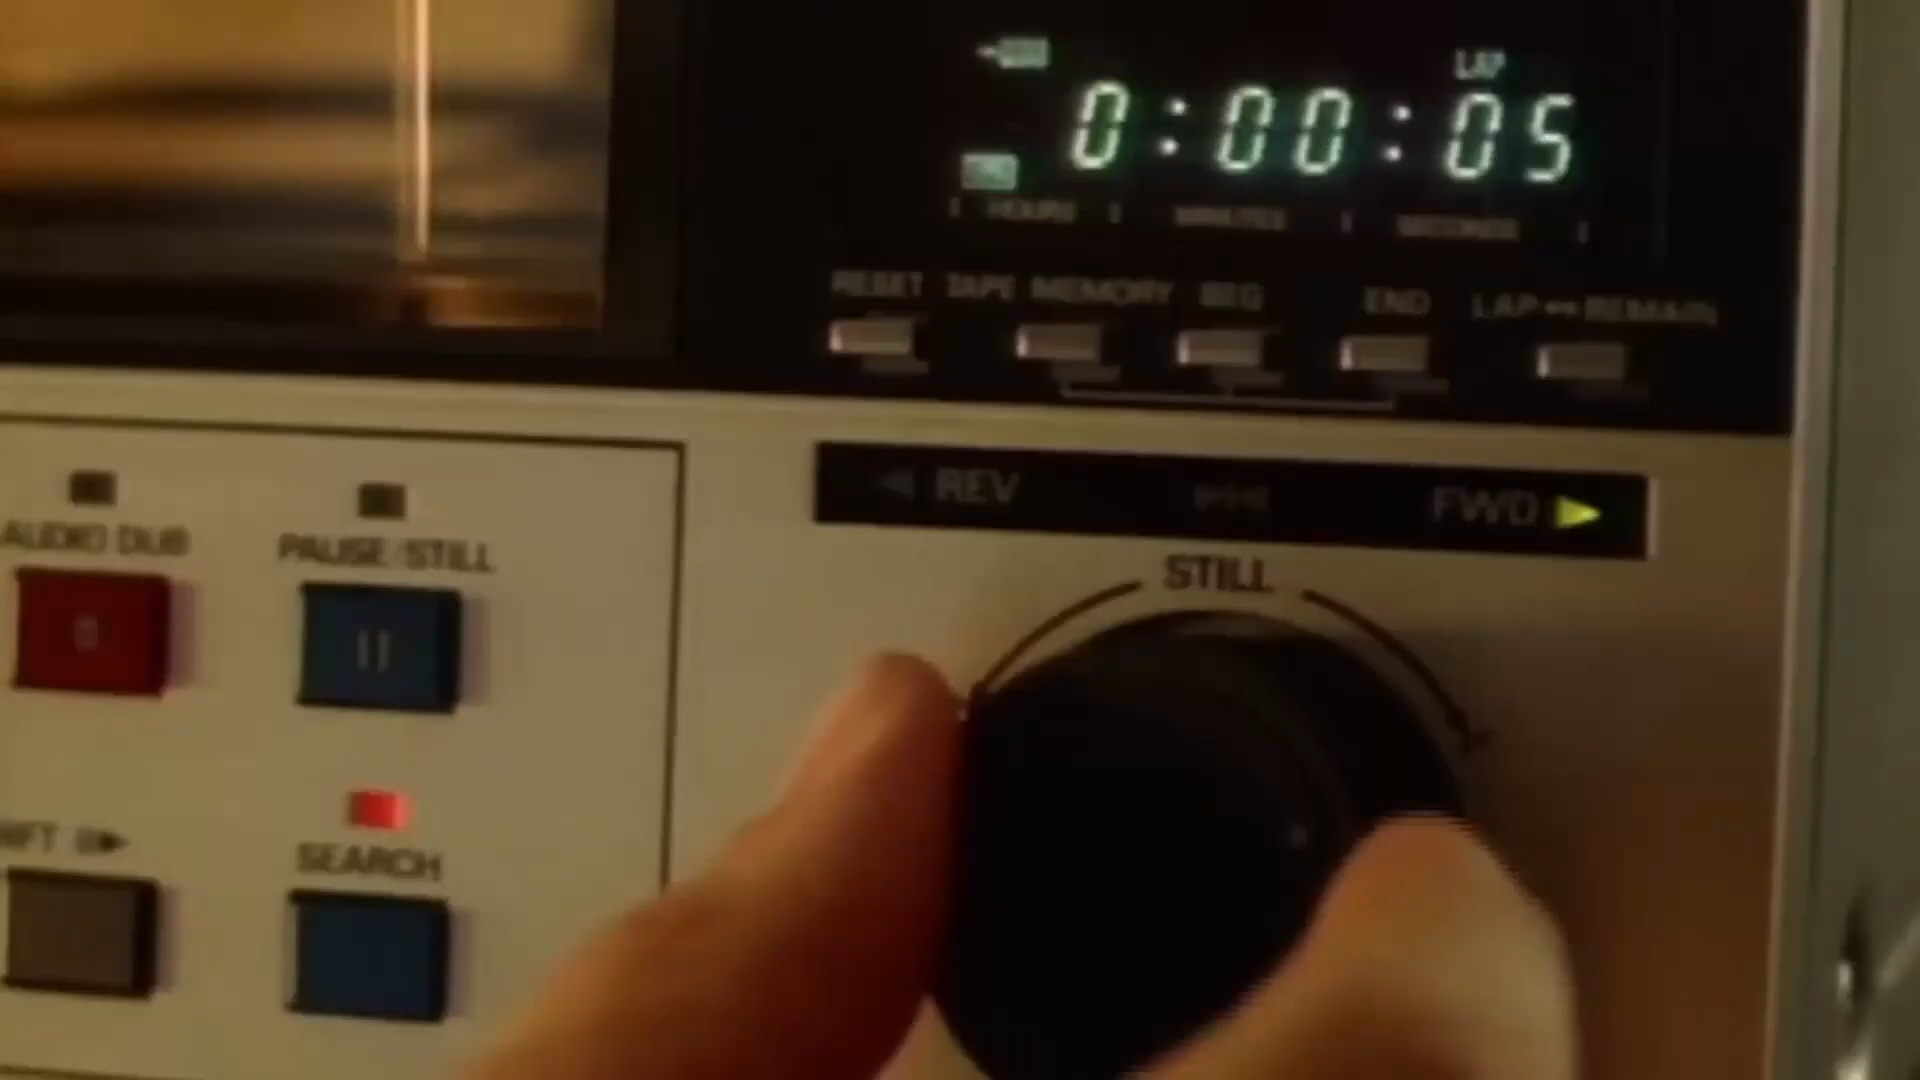 LAP
0:00:05
HOURS MINUTES SECONDS
RESET TAPE MEMORY BEG END LAP REMAIN
◀ REV FWD ▶
STILL
AUDIO DUB PAUSE/STILL
SEARCH